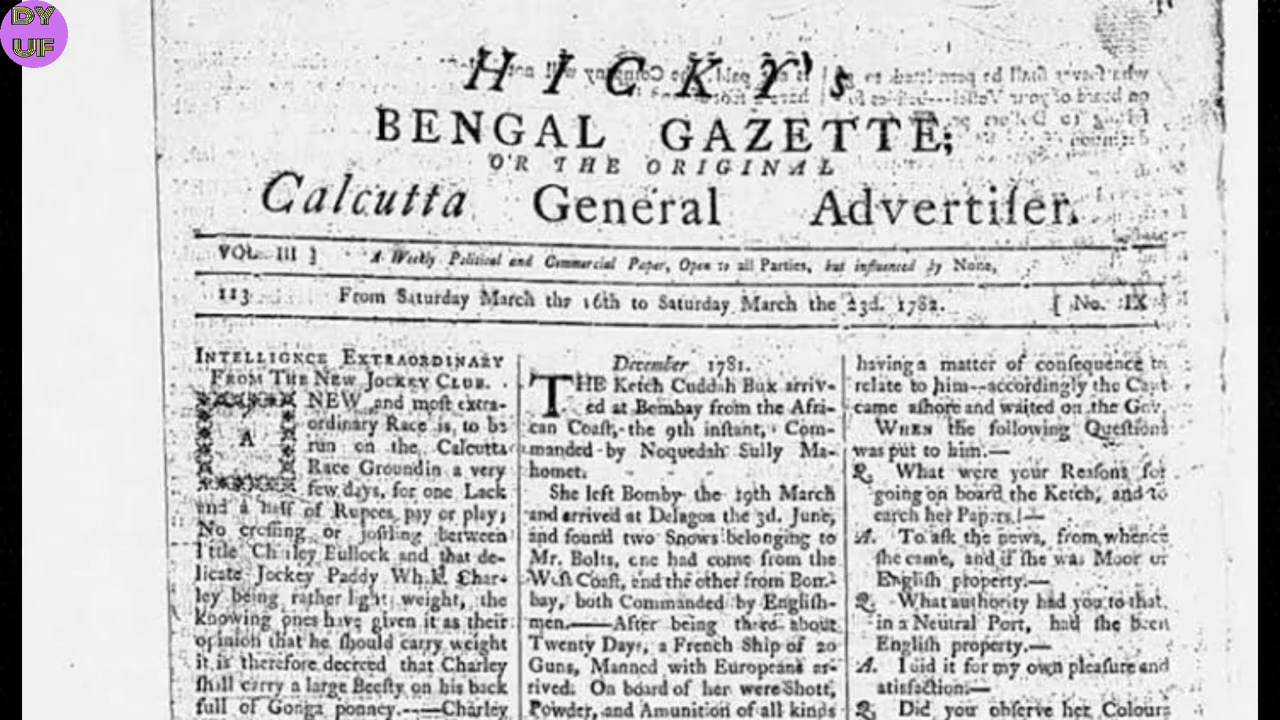 DY
UF
HICKY's
BENGAL GAZETTE;
OR THE ORIGINAL
Calcutta General Advertiſer.
VOL. III ] A Weekly Political and Commercial Paper, Open to all Parties, but influenced by None,
113 From Saturday March the 16th to Saturday March the 23d. 1782. [ No. IX ]
INTELLIGNCE EXTRAORDINARY
FROM THE NEW JOCKEY CLUB.
A NEW and moſt extra-
ordinary Race is, to be
run on the Calcutta
Race Groundin a very
few days, for one Lack
and a half of Rupees pay or play;
No croſſing or joſſling between
Little Charley Bullock and that de-
licate Jockey Paddy Char-
ley being rather light weight, the
knowing ones have given it as their
opinion that he ſhould carry weight
it is therefore decreed that Charley
ſhill carry a large Beeſty on his back
full of Gonga ponney.---—Charley
December 1781.
THE Ketch Cuddah Bux arriv-
ed at Bombay from the Afri-
can Coaſt,-the 9th inſtant, Com-
manded by Noquedah Sully Ma-
homet.
She left Bomby the 19th March
and arrived at Delagoa the 3d. June,
and found two Snows belonging to
Mr. Bolts, one had come from the
Weſt Coaſt, and the other from Bom-
bay, both Commanded by Engliſh-
men.——After being there about
Twenty Days, a French Ship of 20
Guns, Manned with Europeans ar-
rived. On board of her were Shott,
Powder, and Amunition of all kinds
having a matter of conſequence to
relate to him--accordingly the Capt
came aſhore and waited on the Gov.
WHEN the following Queſtions
was put to him.—
Q. What were your Reaſons for
going on board the Ketch, and to
earch her Papers!—
A. To aſk the news, from whence
ſhe came, and if ſhe was Moor or
Engliſh property.—
Q. What authority had you to that.
in a Neutral Port, had ſhe been
Engliſh property.—
A. I did it for my own pleaſure and
atisfaction:—
Q. Did you obſerve her Colours